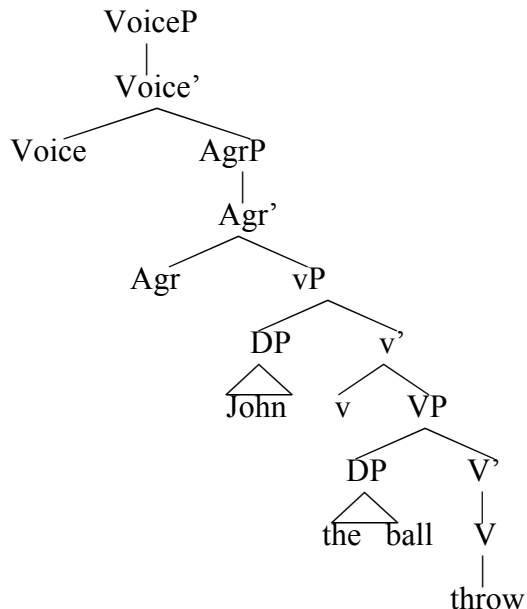 VoiceP
Voice’
Voice AgrP
Agr’
Agr vP
DP v’
John v VP
DP V’
the ball V
throw